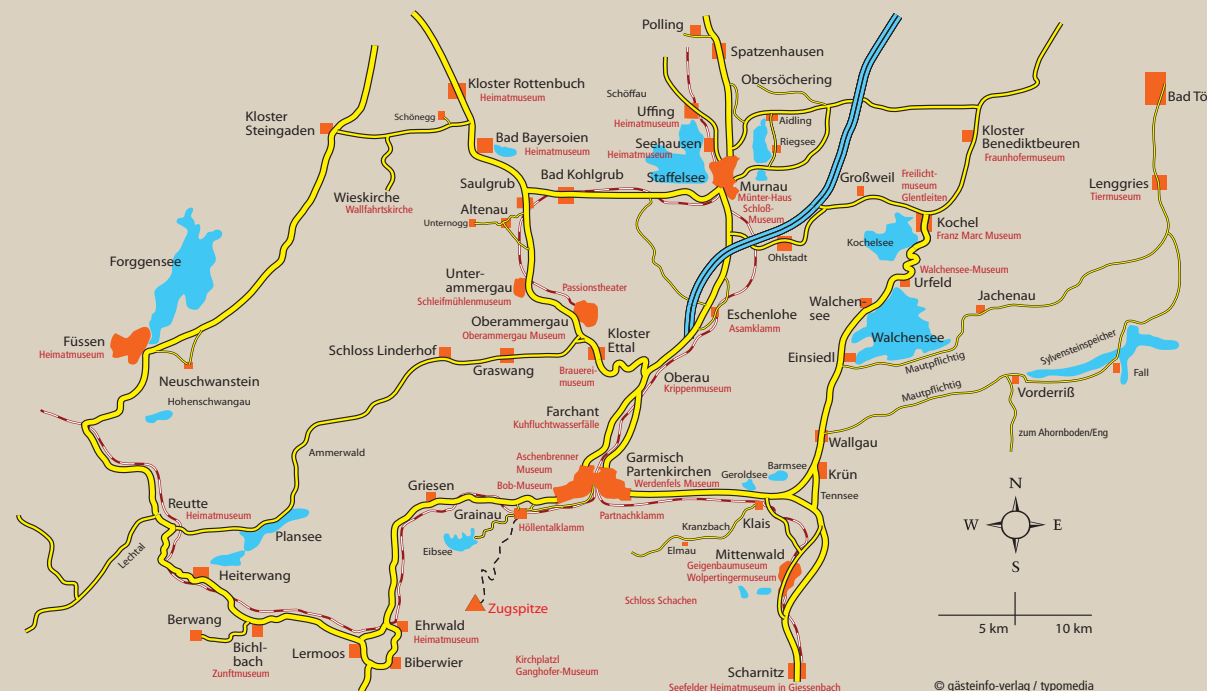 Polling
Spatzenhausen
Obersöchering
Kloster Rottenbuch
Heimatmuseum
Schönegg
Schöffau
Uffing
Heimatmuseum
Aidling
Riegsee
Bad Tö
Kloster
Steingaden
Bad Bayersoien
Heimatmuseum
Seehausen
Heimatmuseum
Staffelsee
Kloster
Benediktbeuren
Fraunhofermuseum
Wieskirche
Wallfahrtskirche
Saulgrub
Bad Kohlgrub
Murnau
Münter-Haus
Schloß-
Museum
Großweil
Freilicht-
museum
Glentleiten
Lenggries
Tiermuseum
Altenau
Unternogg
Kochel
Franz Marc Museum
Kochelsee
Ohlstadt
Forggensee
Unter-
ammergau
Schleifmühlenmuseum
Passionstheater
Walchensee-Museum
Urfeld
Walchen-
see
Jachenau
Oberammergau
Oberammergau Museum
Kloster
Ettal
Brauerei-
museum
Eschenlohe
Asamklamm
Walchensee
Füssen
Heimatmuseum
Schloss Linderhof
Graswang
Einsiedl
Mautpflichtig
Sylvensteinspeicher
Fall
Neuschwanstein
Hohenschwangau
Oberau
Krippenmuseum
Mautpflichtig
Vorderriß
Farchant
Kuhfluchtwasserfälle
Wallgau
zum Ahornboden/Eng
Ammerwald
Aschenbrenner
Museum
Bob-Museum
Garmisch
Partenkirchen
Werdenfels Museum
Geroldsee
Barmsee
Krün
Tennsee
Reutte
Heimatmuseum
Griesen
Grainau
Höllentalklamm
Partnachklamm
Klais
Kranzbach
Elmau
N
W
E
S
Lechtal
Plansee
Eibsee
Mittenwald
Geigenbaumuseum
Wolpertingermuseum
Heiterwang
Zugspitze
Schloss Schachen
Berwang
Bichl-
bach
Zunftmuseum
Ehrwald
Heimatmuseum
Lermoos
Biberwier
Kirchplatzl
Ganghofer-Museum
5 km
10 km
Scharnitz
Seefelder Heimatmuseum in Giessenbach
© gästeinfo-verlag / typomedia